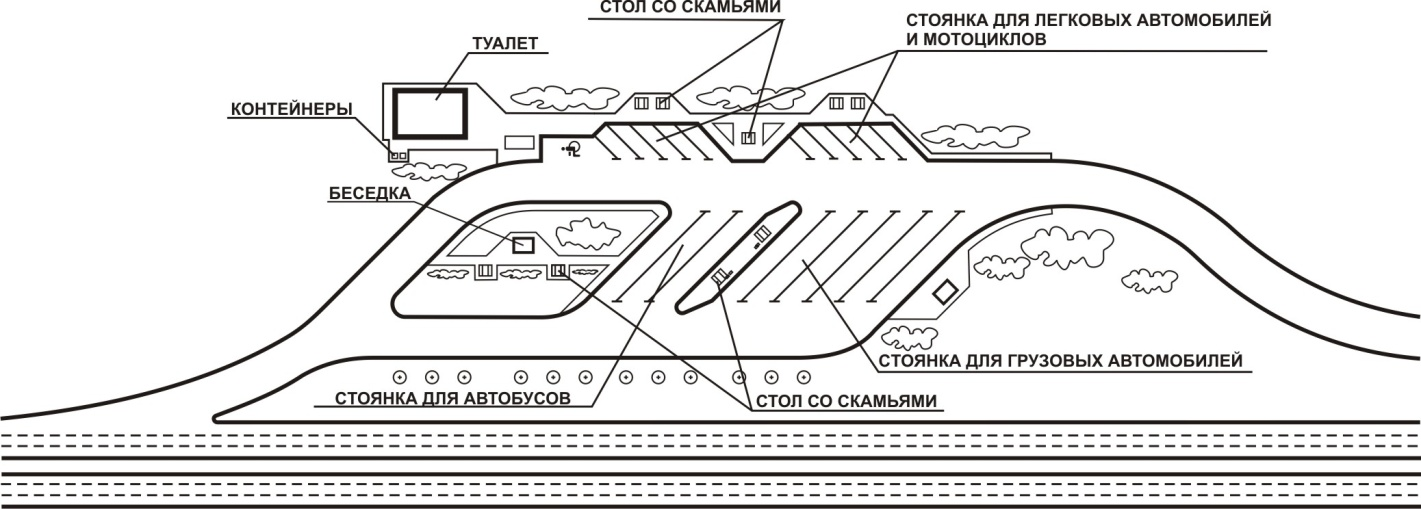 СТОЛ СО СКАМЬЯМИ
СТОЯНКА ДЛЯ ЛЕГКОВЫХ АВТОМОБИЛЕЙ
И МОТОЦИКЛОВ
ТУАЛЕТ
КОНТЕЙНЕРЫ
БЕСЕДКА
СТОЯНКА ДЛЯ ГРУЗОВЫХ АВТОМОБИЛЕЙ
СТОЯНКА ДЛЯ АВТОБУСОВ
СТОЛ СО СКАМЬЯМИ